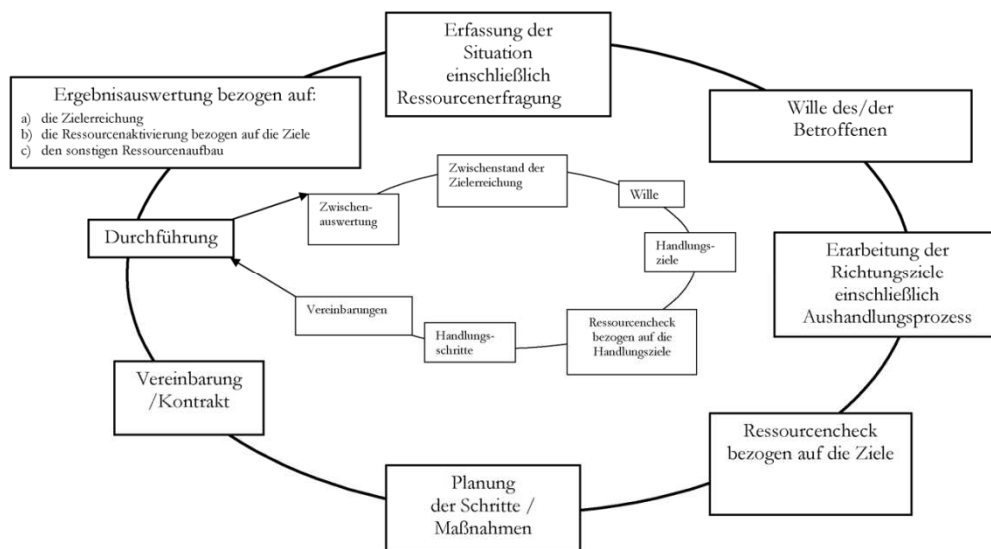 Erfassung der
Situation
einschließlich
Ressourcenerfragung
Ergebnisauswertung bezogen auf:
a) die Zielerreichung
b) die Ressourcenaktivierung bezogen auf die Ziele
c) den sonstigen Ressourcenaufbau
Wille des/der
Betroffenen
Zwischenstand der
Zielerreichung
Wille
Zwischen-
auswertung
Durchführung
Handlungs-
ziele
Erarbeitung der
Richtungsziele
einschließlich
Aushandlungsprozess
Vereinbarungen
Handlungs-
schritte
Ressourcencheck
bezogen auf die
Handlungsziele
Vereinbarung
/Kontrakt
Ressourcencheck
bezogen auf die Ziele
Planung
der Schritte /
Maßnahmen